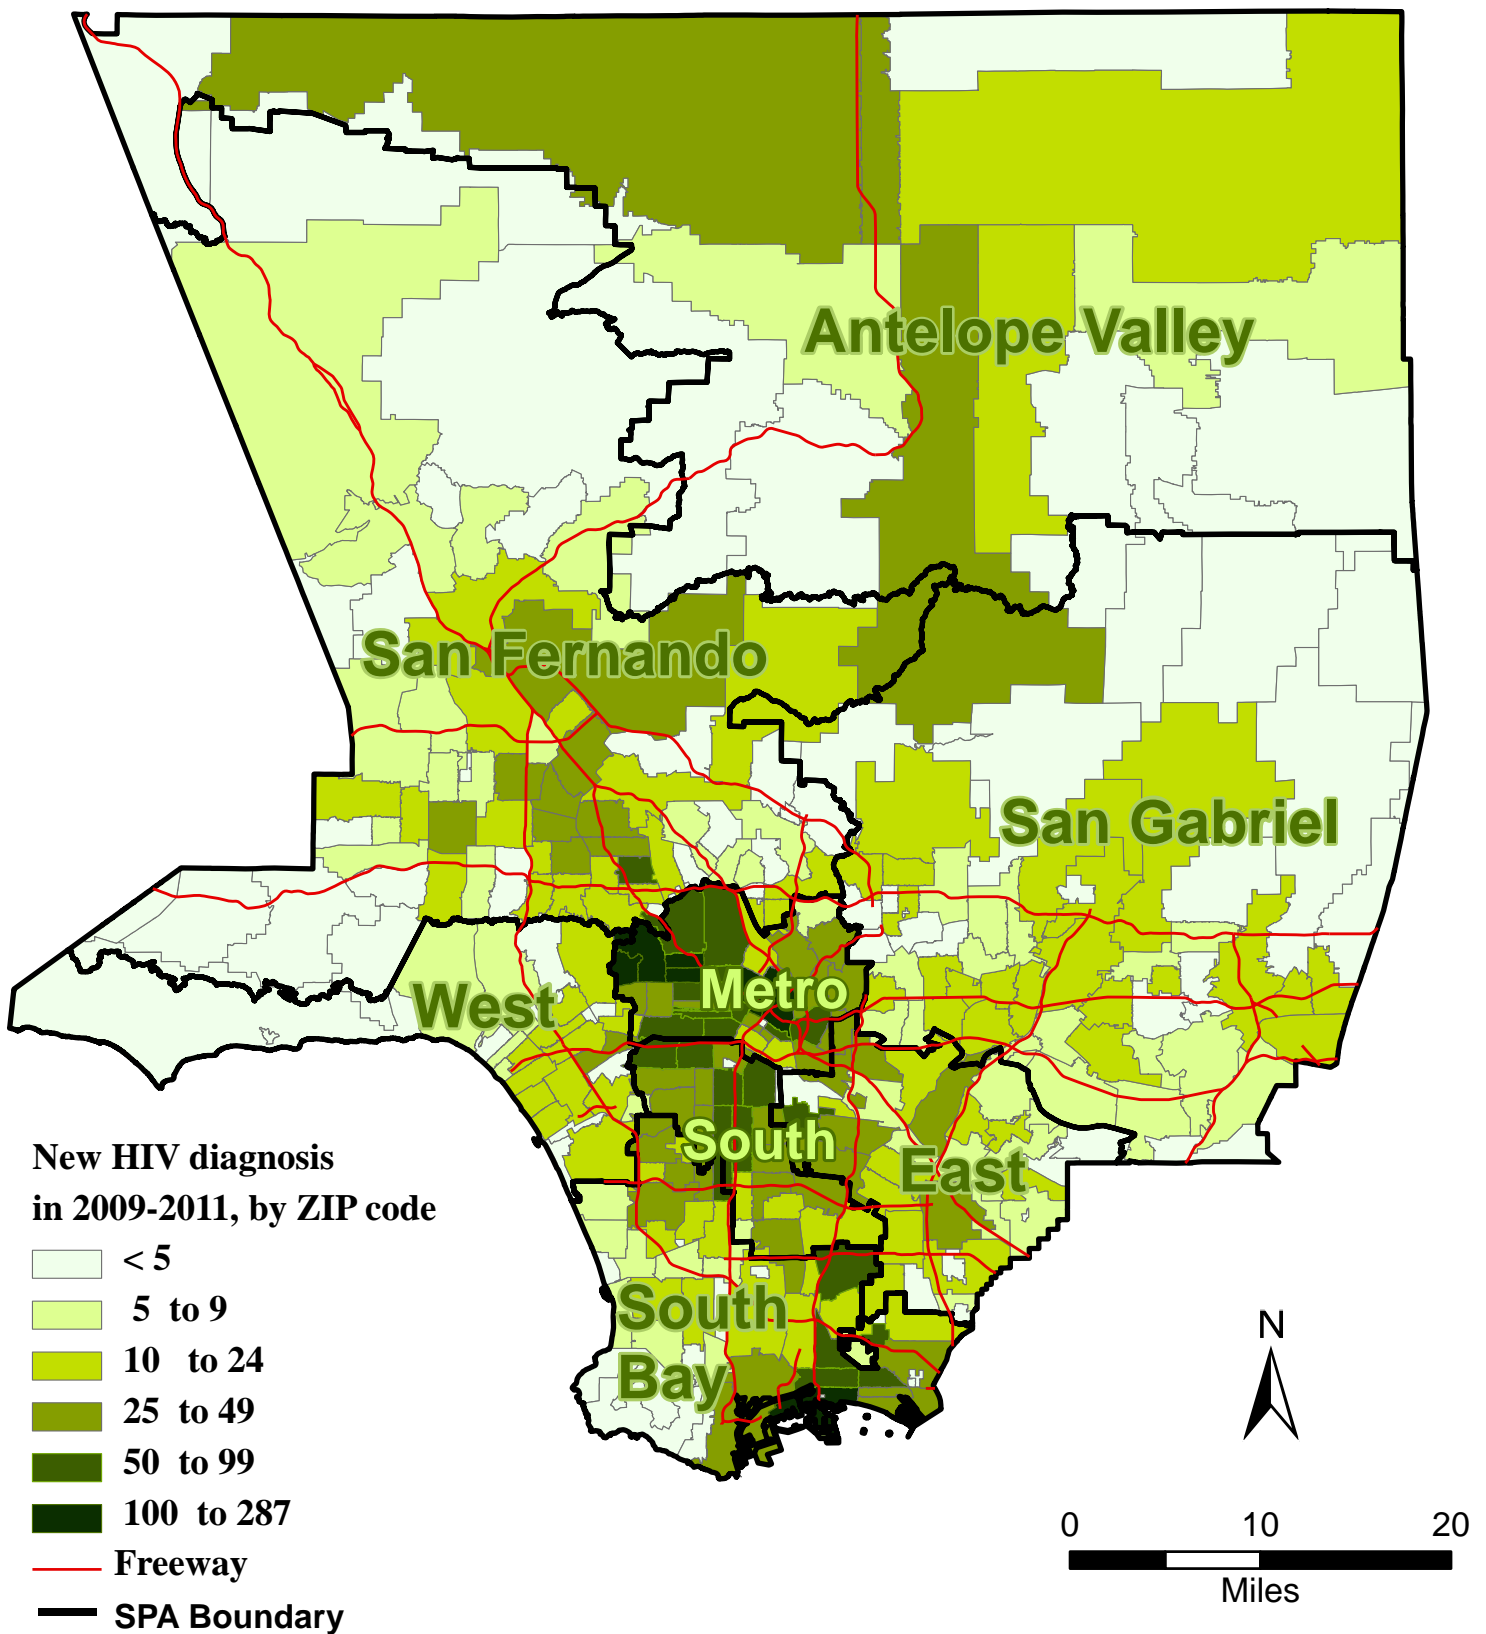 Antelope Valley
San Fernando
San Gabriel
Metro
West
South
East
South
Bay
New HIV diagnosis
in 2009-2011, by ZIP code
< 5
5 to 9
10 to 24
25 to 49
50 to 99
100 to 287
Freeway
SPA Boundary
N
0 10 20
Miles